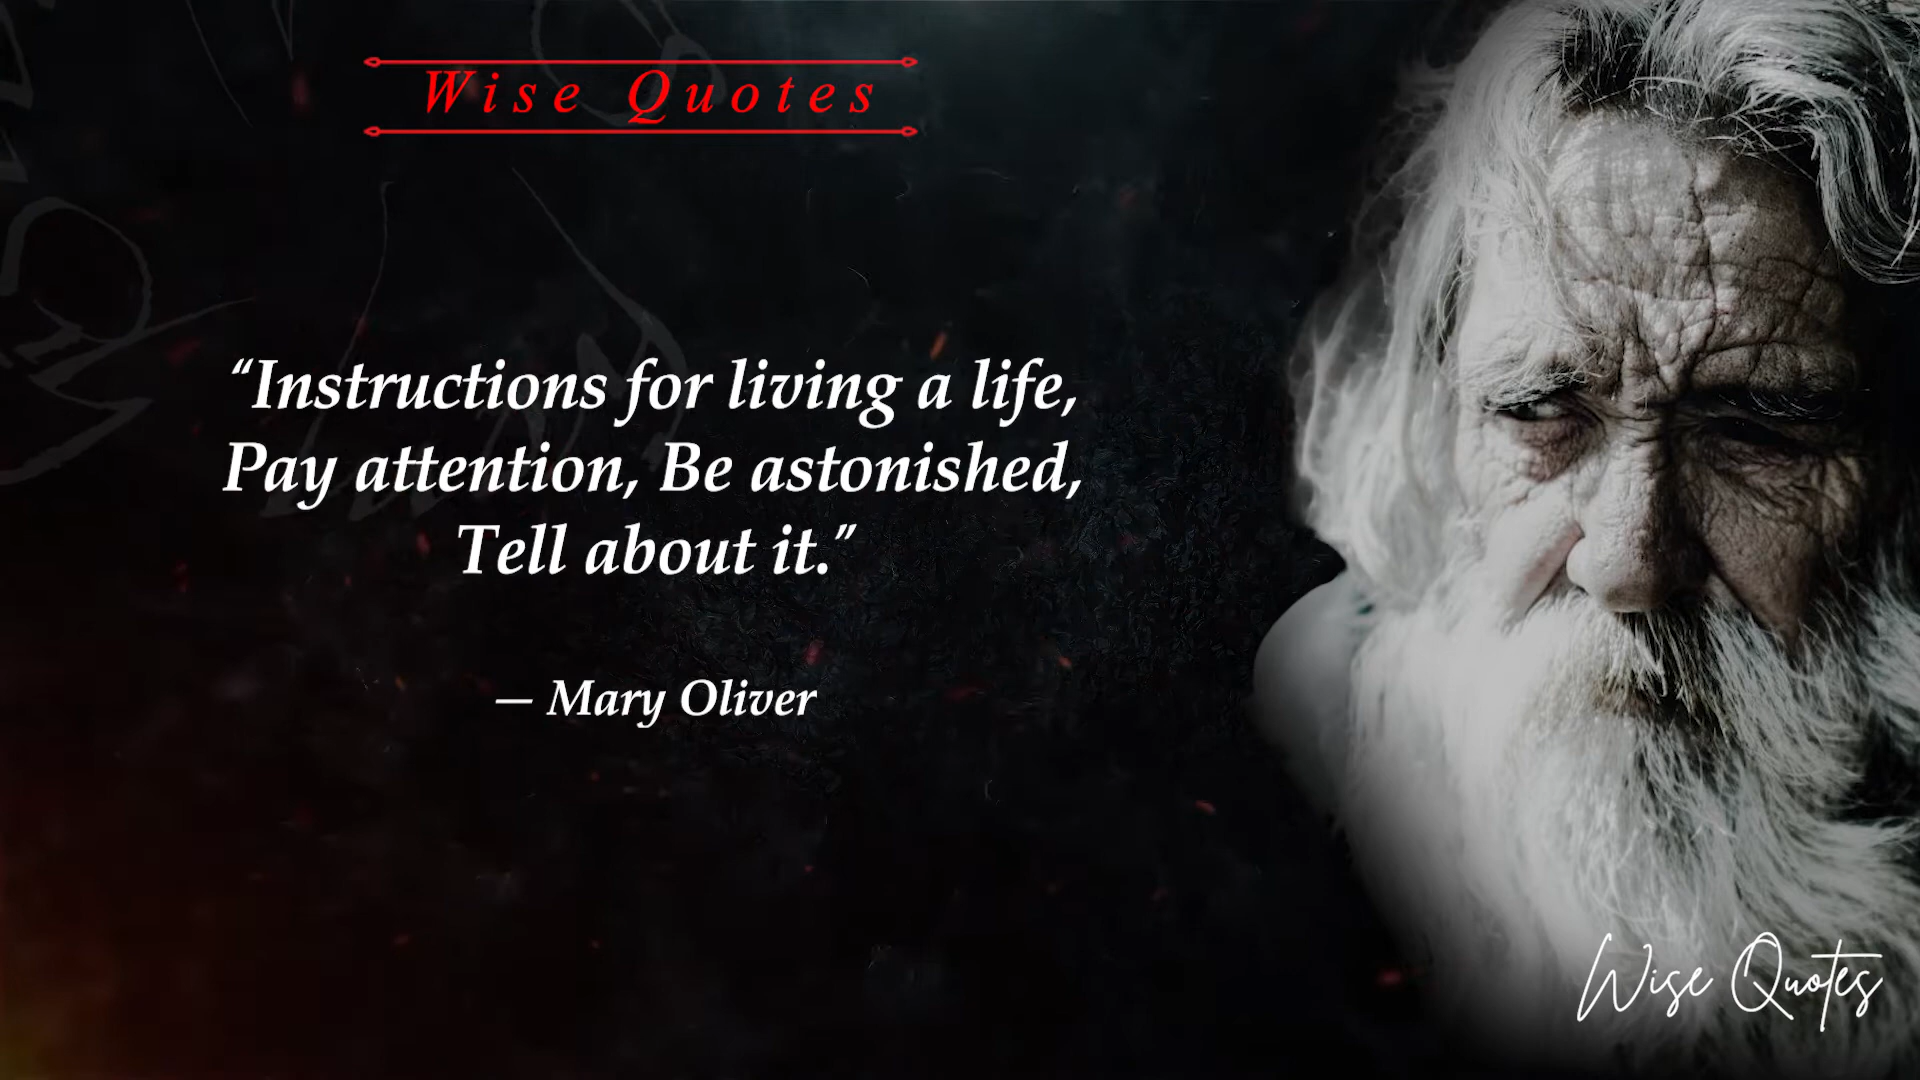 Wise Quotes
“Instructions for living a life,
Pay attention, Be astonished,
Tell about it.”
— Mary Oliver
Wise Quotes